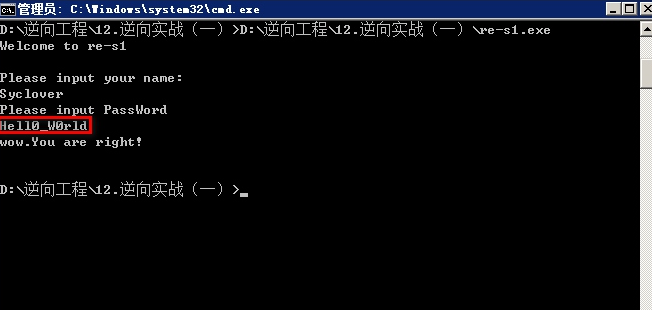 管理员: C:\Windows\system32\cmd.exe
D:\逆向工程\12.逆向实战（一）>D:\逆向工程\12.逆向实战（一）\re-s1.exe
Welcome to re-s1
Please input your name:
Syclover
Please input PassWord
Hell0_W0rld
wow.You are right!
D:\逆向工程\12.逆向实战（一）>